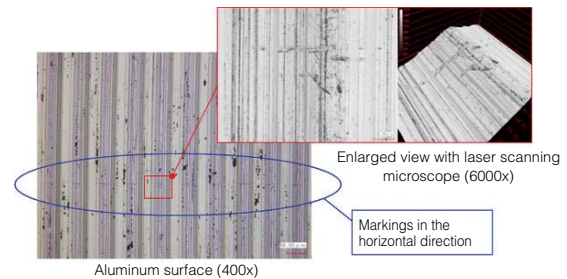 Enlarged view with laser scanning
microscope (6000x)
Markings in the
horizontal direction
Aluminum surface (400x)